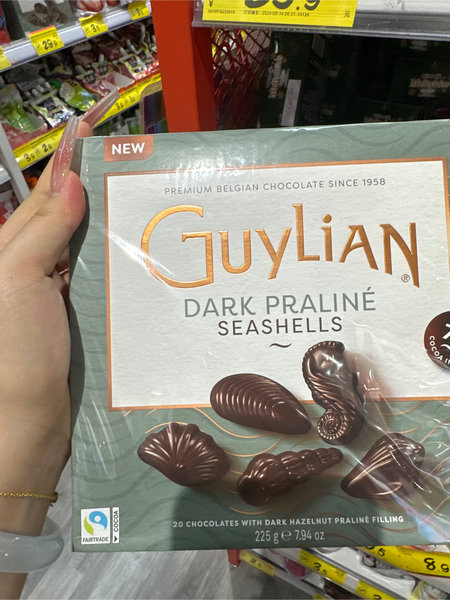 NEW
PREMIUM BELGIAN CHOCOLATE SINCE 1958
GUYLIAN®
DARK PRALINÉ
SEASHELLS
20 CHOCOLATES WITH DARK HAZELNUT PRALINÉ FILLING
225 g ℮ 7.94 oz
FAIRTRADE
COCOA